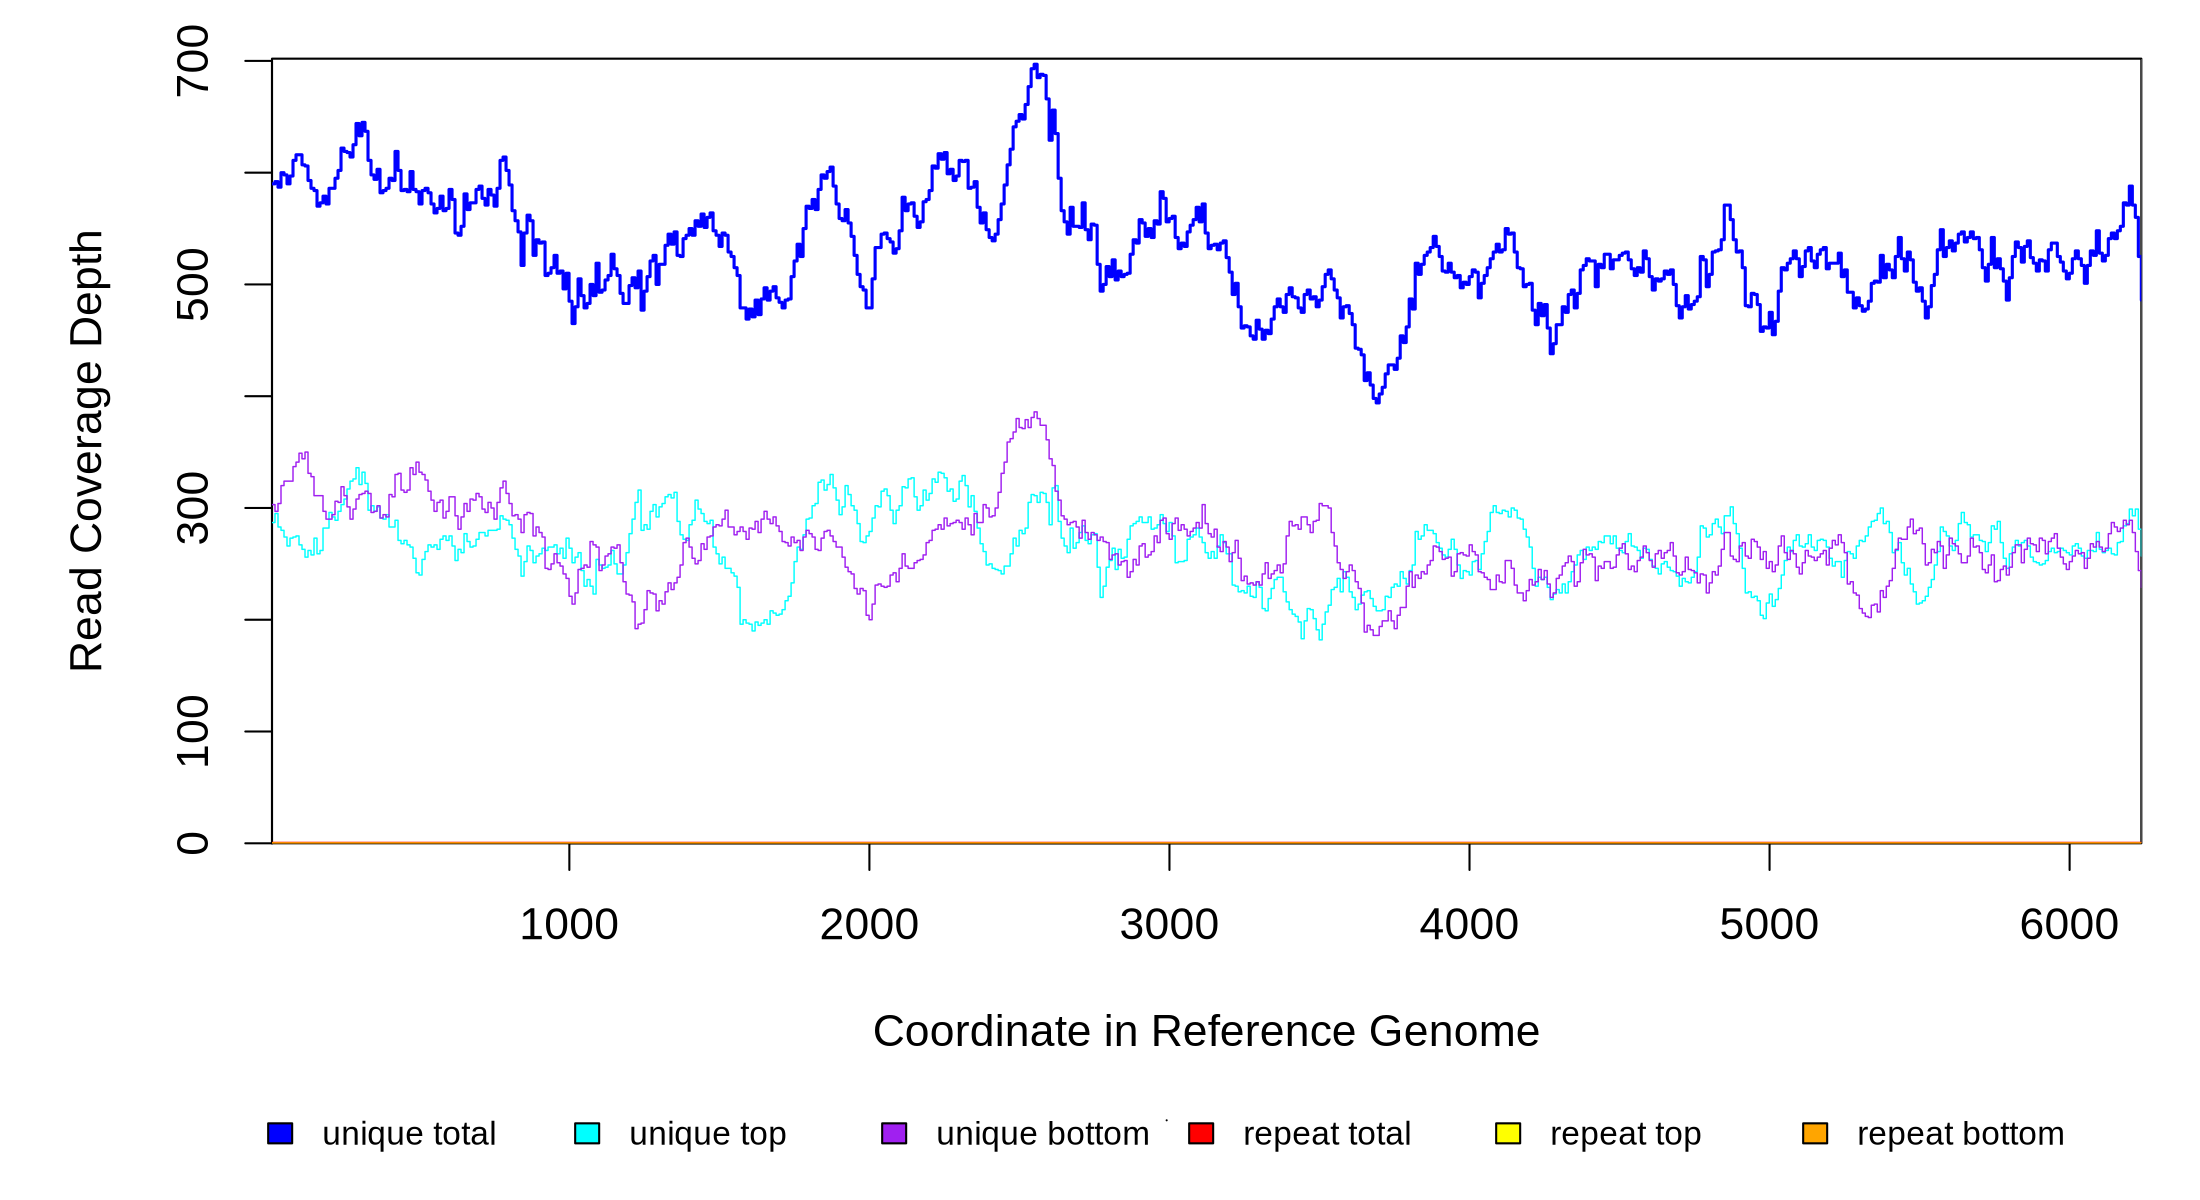 700
500
300
100
0
Read Coverage Depth
1000 2000 3000 4000 5000 6000
Coordinate in Reference Genome
unique total unique top unique bottom repeat total repeat top repeat bottom